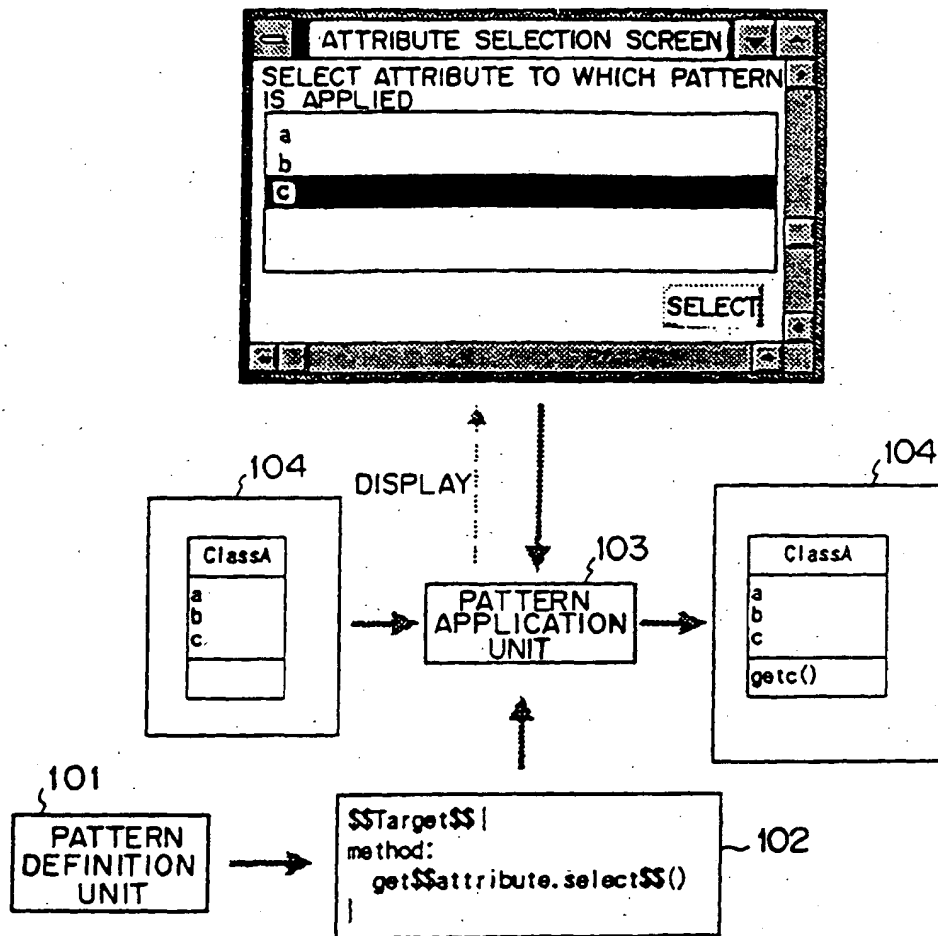 ATTRIBUTE SELECTION SCREEN
SELECT ATTRIBUTE TO WHICH PATTERN
IS APPLIED
a
b
c
SELECT
DISPLAY
104
ClassA
a
b
c
103
PATTERN
APPLICATION
UNIT
104
ClassA
a
b
c
getc()
101
PATTERN
DEFINITION
UNIT
$$Target$${
method:
get$$attribute.select$$()
}
102